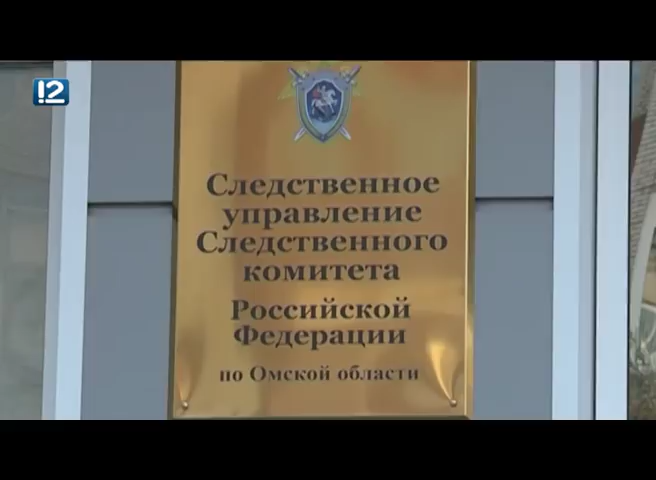 12
Следственное
управление
Следственного
комитета
Российской
Федерации
по Омской области